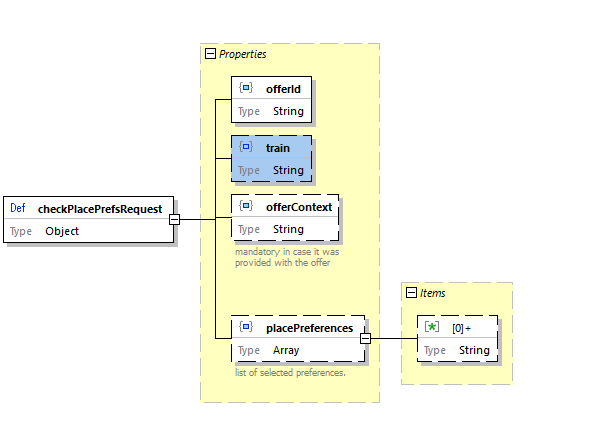 Properties
offerId
Type String
train
Type String
Def checkPlacePrefsRequest
Type Object
offerContext
Type String
mandatory in case it was
provided with the offer
Items
placePreferences
Type Array
[0]+
Type String
list of selected preferences.